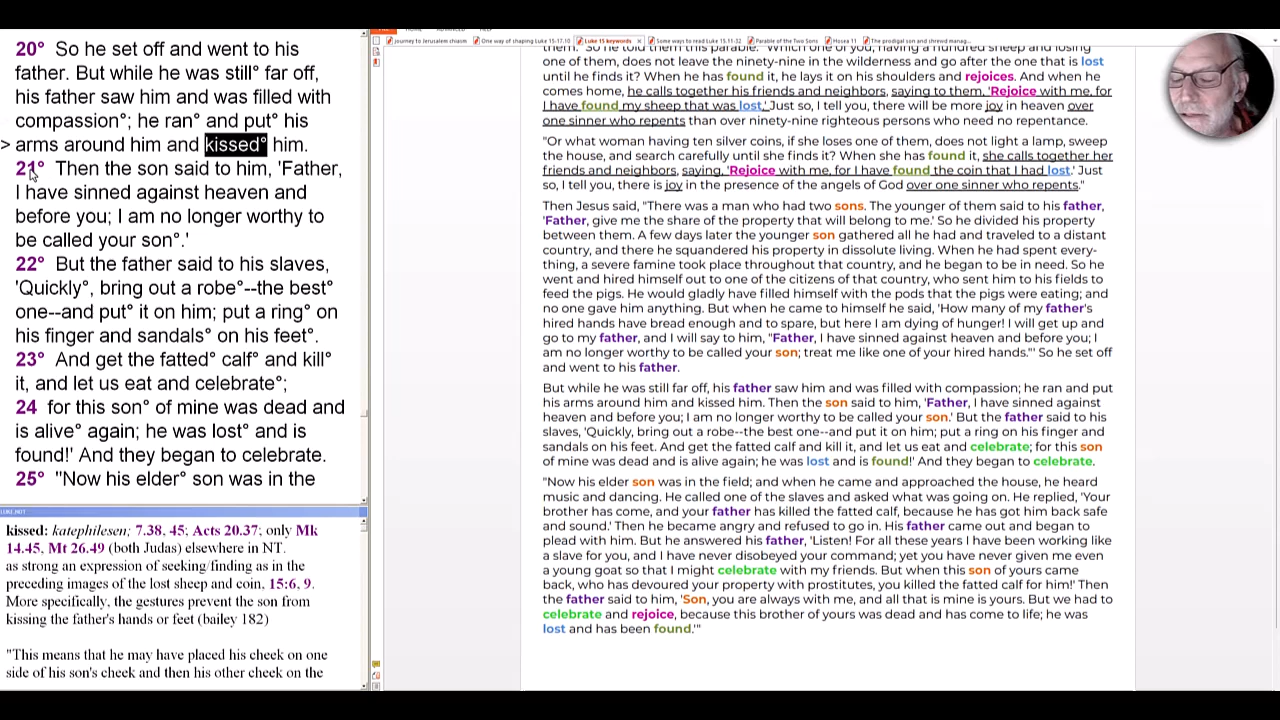 20° So he set off and went to his
father. But while he was still° far off,
his father saw him and was filled with
compassion°; he ran° and put° his
> arms around him and kissed° him.
21° Then the son said to him, 'Father,
I have sinned against heaven and
before you; I am no longer worthy to
be called your son°.'
22° But the father said to his slaves,
'Quickly°, bring out a robe°--the best°
one--and put° it on him; put a ring° on
his finger and sandals° on his feet°.
23° And get the fatted° calf and kill°
it, and let us eat and celebrate°;
24 for this son° of mine was dead and
is alive° again; he was lost° and is
found!' And they began to celebrate.
25° "Now his elder° son was in the
kissed: katephilesen; 7.38, 45; Acts 20.37; only Mk
14.45, Mt 26.49 (both Judas) elsewhere in NT.
as strong an expression of seeking/finding as in the
preceding images of the lost sheep and coin, 15:6, 9.
More specifically, the gestures prevent the son from
kissing the father's hands or feet (bailey 182)
"This means that he may have placed his cheek on one
side of his son's cheek and then his other cheek on the
Journey to Jerusalem chiasm
One way of shaping Luke 15-17.10
Luke 15 keywords
Some ways to read Luke 15.11-32
Parable of the Two Sons
Hosea 11
The prodigal son and shrewd manag...
them." So he told them this parable: "Which one of you, having a hundred sheep and losing
one of them, does not leave the ninety-nine in the wilderness and go after the one that is lost
until he finds it? When he has found it, he lays it on his shoulders and rejoices. And when he
comes home, he calls together his friends and neighbors, saying to them, 'Rejoice with me, for
I have found my sheep that was lost.' Just so, I tell you, there will be more joy in heaven over
one sinner who repents than over ninety-nine righteous persons who need no repentance.
"Or what woman having ten silver coins, if she loses one of them, does not light a lamp, sweep
the house, and search carefully until she finds it? When she has found it, she calls together her
friends and neighbors, saying, 'Rejoice with me, for I have found the coin that I had lost.' Just
so, I tell you, there is joy in the presence of the angels of God over one sinner who repents."
Then Jesus said, "There was a man who had two sons. The younger of them said to his father,
'Father, give me the share of the property that will belong to me.' So he divided his property
between them. A few days later the younger son gathered all he had and traveled to a distant
country, and there he squandered his property in dissolute living. When he had spent every-
thing, a severe famine took place throughout that country, and he began to be in need. So he
went and hired himself out to one of the citizens of that country, who sent him to his fields to
feed the pigs. He would gladly have filled himself with the pods that the pigs were eating; and
no one gave him anything. But when he came to himself he said, 'How many of my father's
hired hands have bread enough and to spare, but here I am dying of hunger! I will get up and
go to my father, and I will say to him, "Father, I have sinned against heaven and before you; I
am no longer worthy to be called your son; treat me like one of your hired hands."' So he set off
and went to his father.
But while he was still far off, his father saw him and was filled with compassion; he ran and put
his arms around him and kissed him. Then the son said to him, 'Father, I have sinned against
heaven and before you; I am no longer worthy to be called your son.' But the father said to his
slaves, 'Quickly, bring out a robe--the best one--and put it on him; put a ring on his finger and
sandals on his feet. And get the fatted calf and kill it, and let us eat and celebrate; for this son
of mine was dead and is alive again; he was lost and is found!' And they began to celebrate.
"Now his elder son was in the field; and when he came and approached the house, he heard
music and dancing. He called one of the slaves and asked what was going on. He replied, 'Your
brother has come, and your father has killed the fatted calf, because he has got him back safe
and sound.' Then he became angry and refused to go in. His father came out and began to
plead with him. But he answered his father, 'Listen! For all these years I have been working like
a slave for you, and I have never disobeyed your command; yet you have never given me even
a young goat so that I might celebrate with my friends. But when this son of yours came
back, who has devoured your property with prostitutes, you killed the fatted calf for him!' Then
the father said to him, 'Son, you are always with me, and all that is mine is yours. But we had to
celebrate and rejoice, because this brother of yours was dead and has come to life; he was
lost and has been found.'"